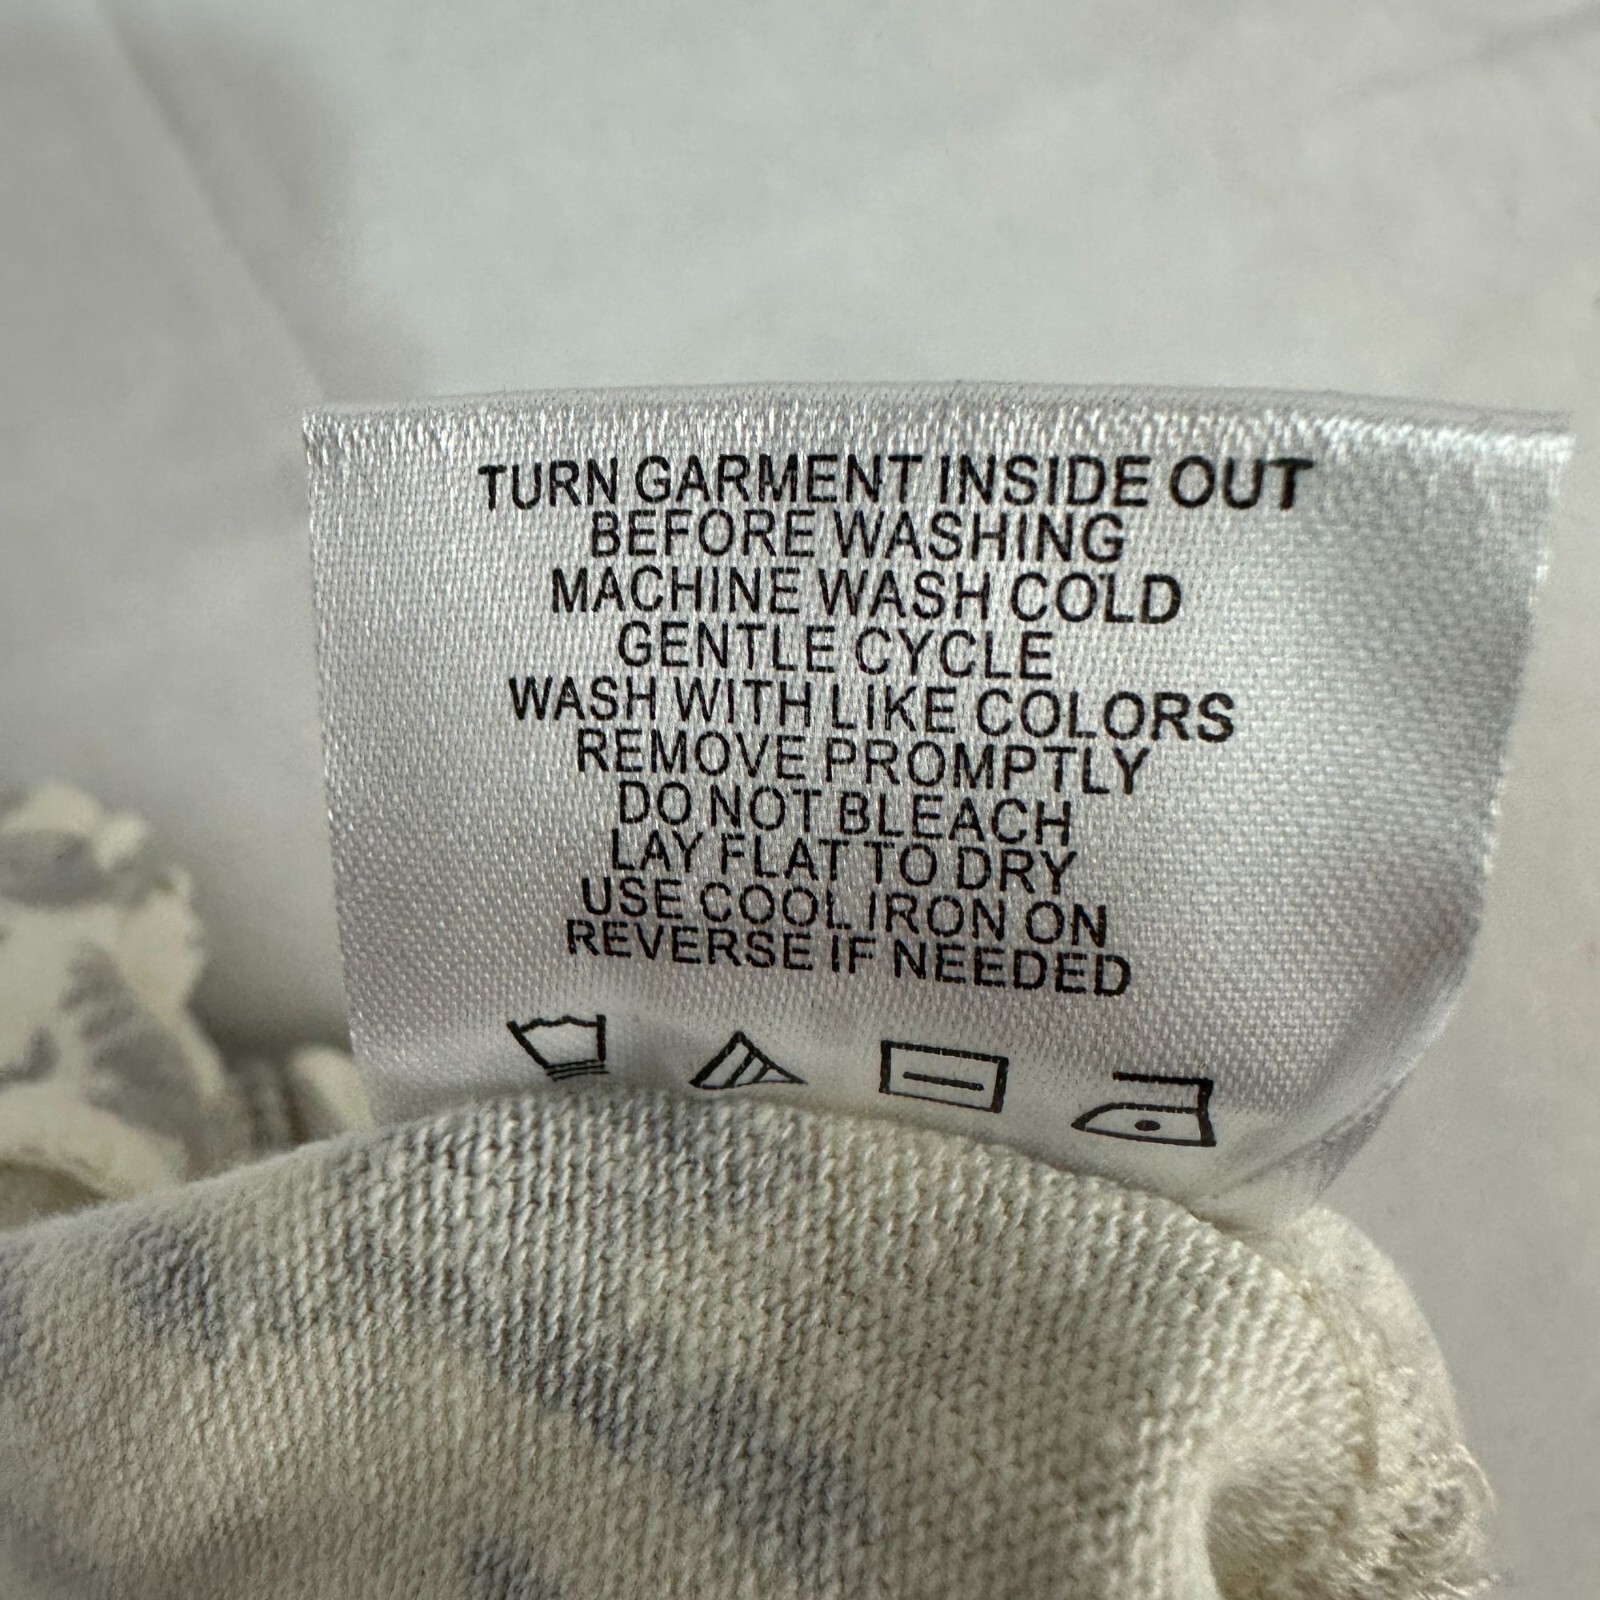 TURN GARMENT INSIDE OUT
BEFORE WASHING
MACHINE WASH COLD
GENTLE CYCLE
WASH WITH LIKE COLORS
REMOVE PROMPTLY
DO NOT BLEACH
LAY FLAT TO DRY
USE COOL IRON ON
REVERSE IF NEEDED